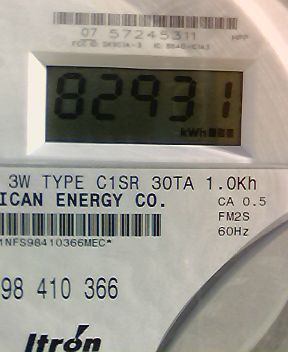 07 57245311
82931
kWh
3W TYPE C1SR 30TA 1.0Kh
ICAN ENERGY CO.
CA 0.5
FM2S
60Hz
1NFS98410366MEC*
98 410 366
Itron